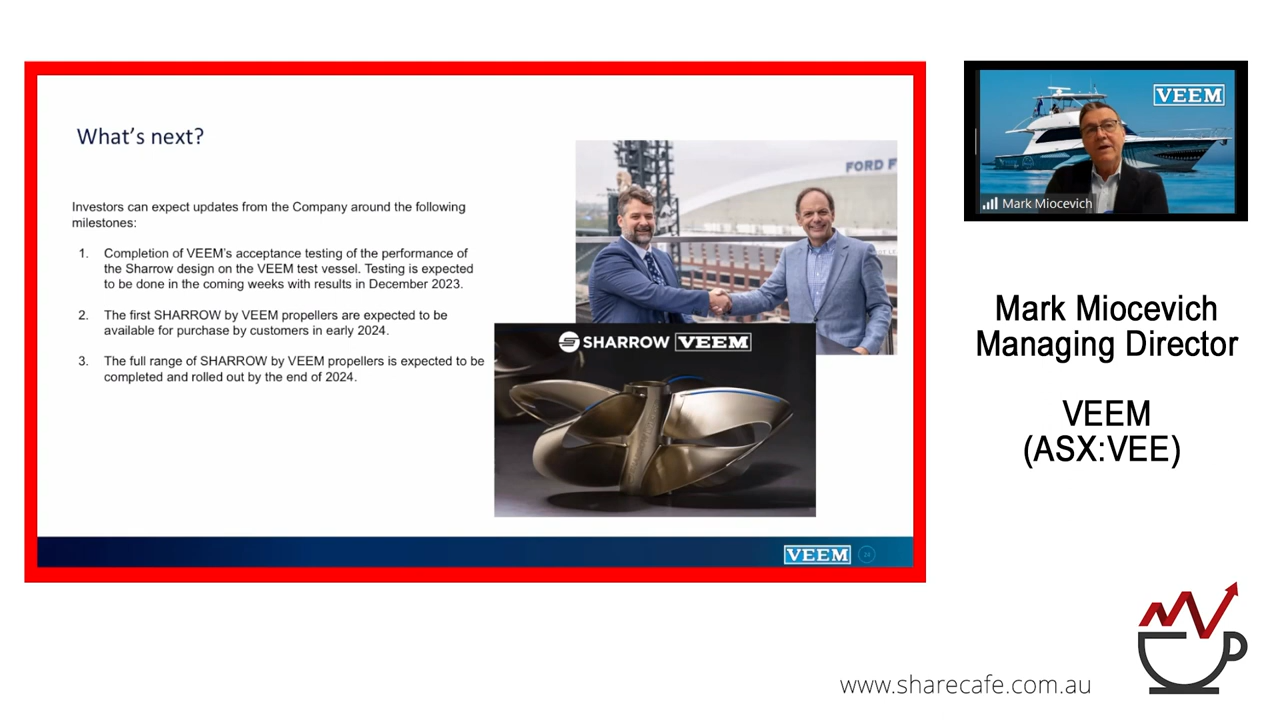 What's next?
Investors can expect updates from the Company around the following
milestones:
1. Completion of VEEM's acceptance testing of the performance of
the Sharrow design on the VEEM test vessel. Testing is expected
to be done in the coming weeks with results in December 2023.
2. The first SHARROW by VEEM propellers are expected to be
available for purchase by customers in early 2024.
3. The full range of SHARROW by VEEM propellers is expected to be
completed and rolled out by the end of 2024.
FORD F
SHARROW VEEM
VEEM
VEEM
Mark Miocevich
Mark Miocevich
Managing Director
VEEM
(ASX:VEE)
www.sharecafe.com.au